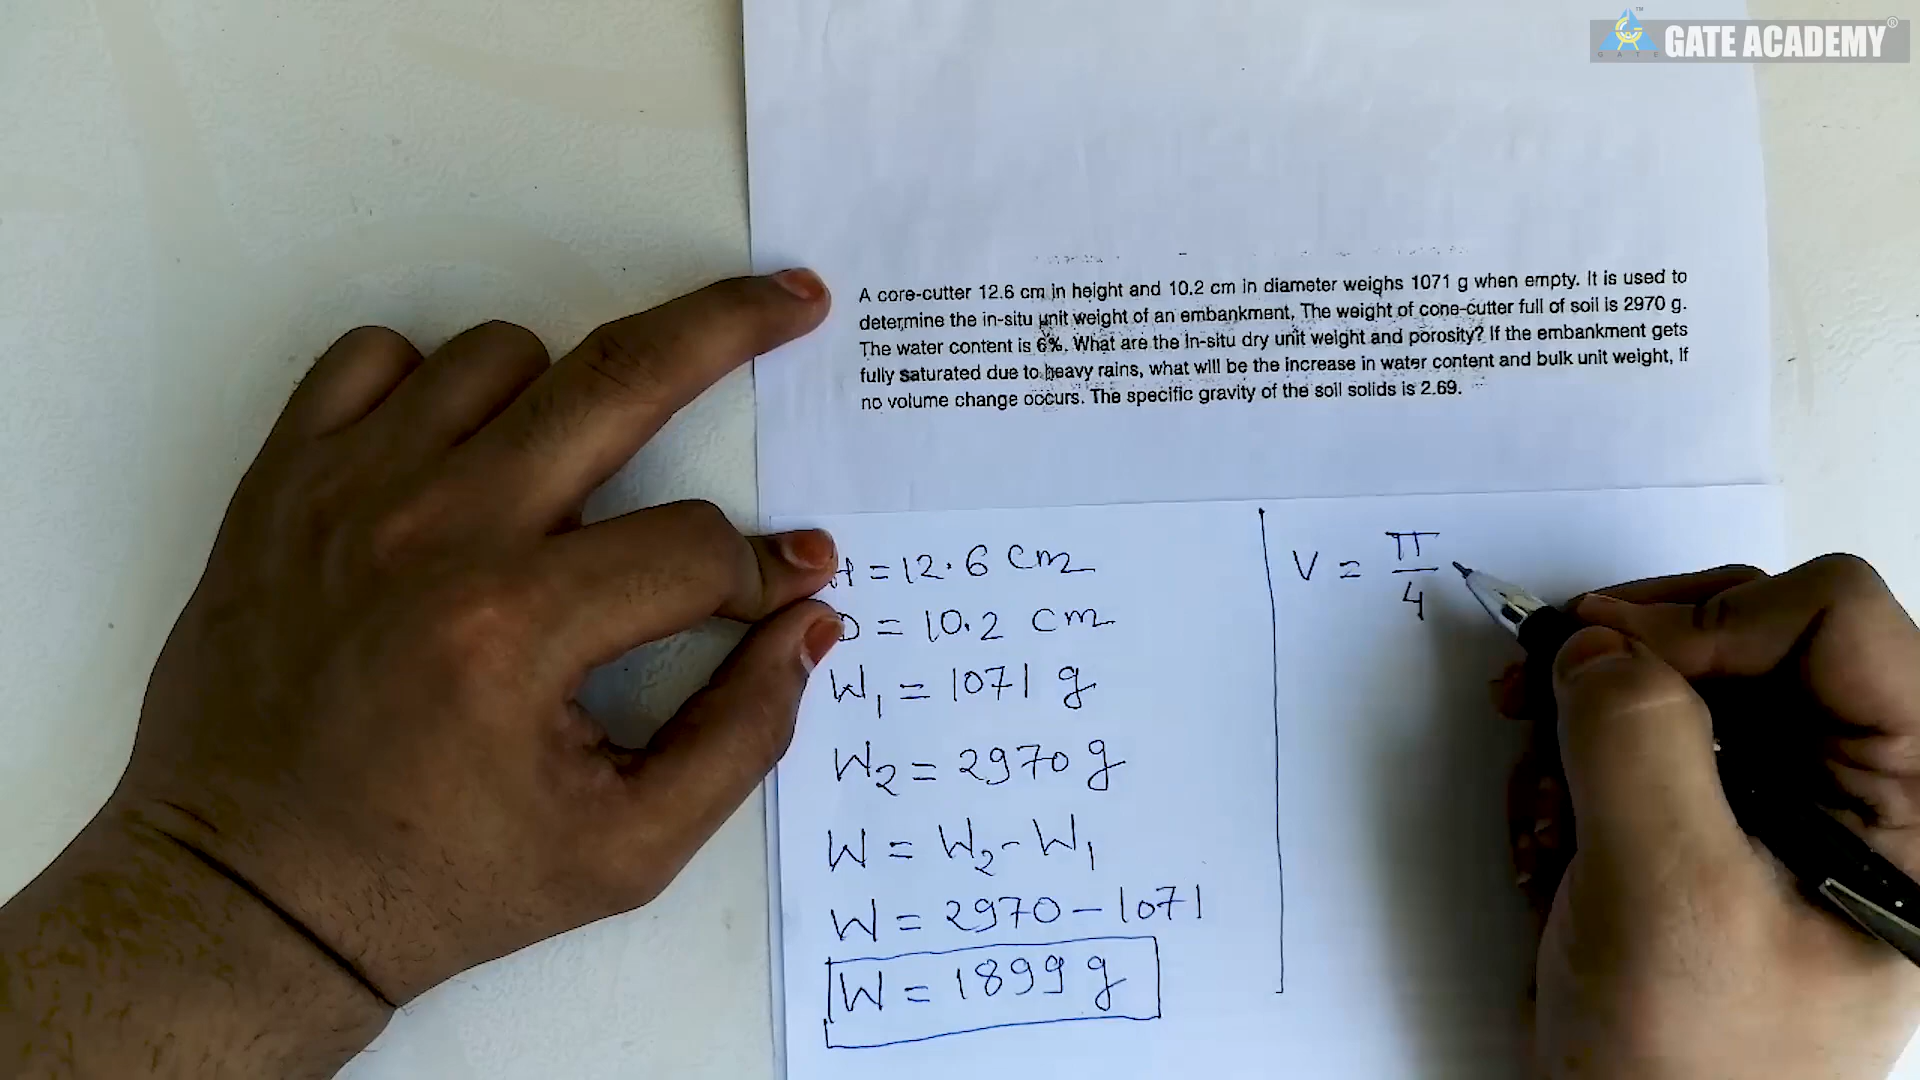 GATE ACADEMY®
A core-cutter 12.6 cm in height and 10.2 cm in diameter weighs 1071 g when empty. It is used to
determine the in-situ unit weight of an embankment. The weight of cone-cutter full of soil is 2970 g.
The water content is 6%. What are the in-situ dry unit weight and porosity? If the embankment gets
fully saturated due to heavy rains, what will be the increase in water content and bulk unit weight, if
no volume change occurs. The specific gravity of the soil solids is 2.69.
H = 12.6 cm
D = 10.2 cm
W₁ = 1071 g
W₂ = 2970 g
W = W₂ - W₁
W = 2970 - 1071
W = 1899 g
V = π/4